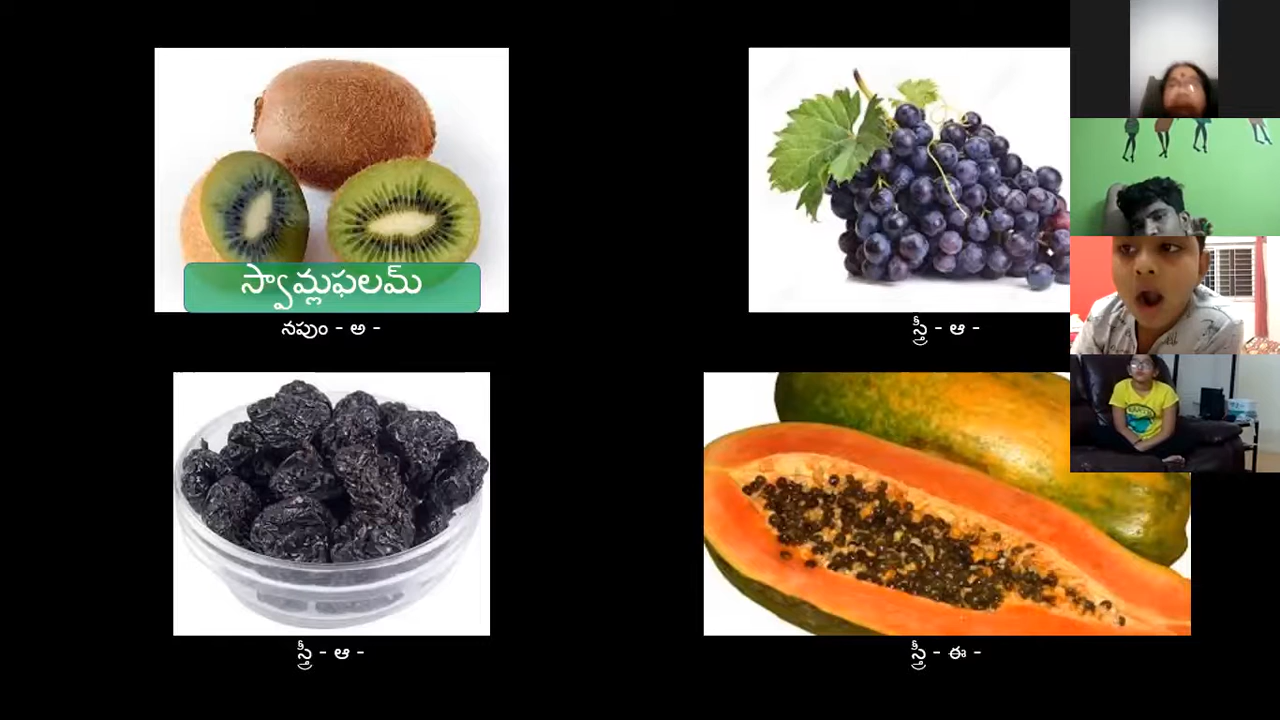 స్వామ్లఫలమ్
నపుం - అ -
స్త్రీ - ఆ -
స్త్రీ - ఆ -
స్త్రీ - ఈ -